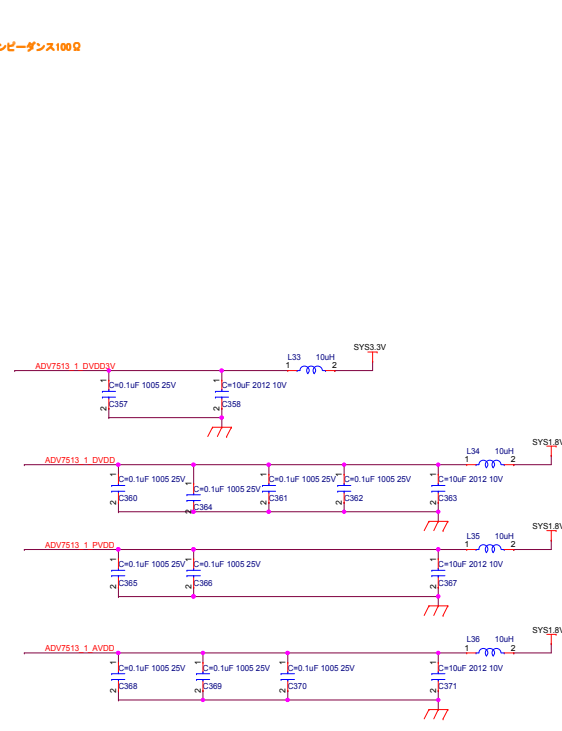 ンピーダンス100Ω
SYS3.3V
L33 10uH
1 2
ADV7513_1_DVDD3V
1 C=0.1uF 1005 25V 1 C=10uF 2012 10V
2 C357 2 C358
SYS1.8V
L34 10uH
1 2
ADV7513_1_DVDD
1 C=0.1uF 1005 25V 1 C=0.1uF 1005 25V 1 C=0.1uF 1005 25V 1 C=0.1uF 1005 25V 1 C=10uF 2012 10V
2 C360 2 C364 2 C361 2 C362 2 C363
SYS1.8V
L35 10uH
1 2
ADV7513_1_PVDD
1 C=0.1uF 1005 25V 1 C=0.1uF 1005 25V 1 C=10uF 2012 10V
2 C365 2 C366 2 C367
SYS1.8V
L36 10uH
1 2
ADV7513_1_AVDD
1 C=0.1uF 1005 25V 1 C=0.1uF 1005 25V 1 C=0.1uF 1005 25V 1 C=10uF 2012 10V
2 C368 2 C369 2 C370 2 C371